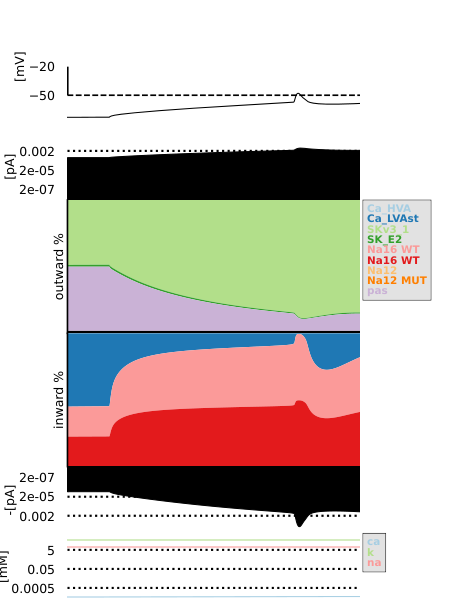 [mV]
−20
−50
[pA]
0.002
2e-05
2e-07
outward %
Ca_HVA
Ca_LVAst
SKv3_1
SK_E2
Na16 WT
Na16 WT
Na12
Na12 MUT
pas
inward %
-[pA]
2e-07
2e-05
0.002
[mM]
5
0.05
0.0005
ca
k
na